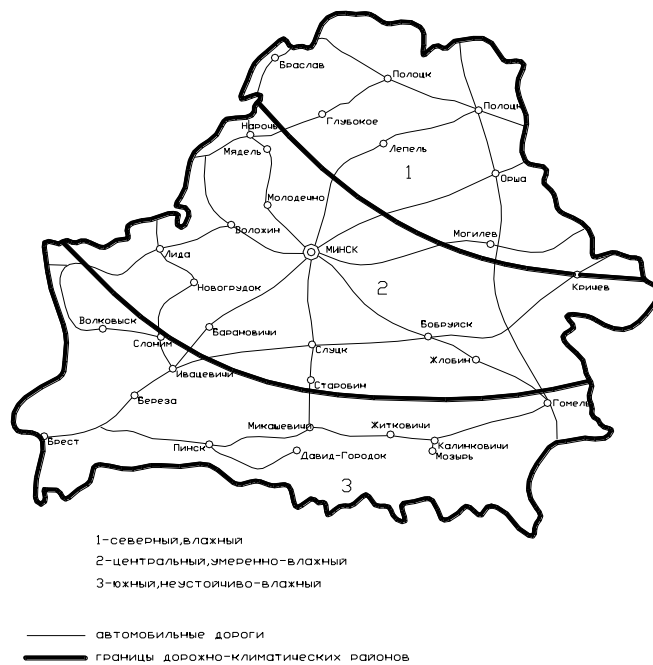 Браслав
Полоцк
Полоцк
Глубокое
Нарочь
Мядель
Лепель
1
Орша
Молодечно
Воложин
Могилев
МИНСК
Лида
Кричев
Новогрудок
2
Волковыск
Барановичи
Бобруйск
Слоним
Слуцк
Жлобин
Ивацевичи
Старобин
Береза
Гомель
Микашевичи
Житковичи
Брест
Пинск
Калинковичи
Давид-Городок
Мозырь
3
1-северный,влажный
2-центральный,умеренно-влажный
3-южный,неустойчиво-влажный
автомобильные дороги
границы дорожно-климатических районов